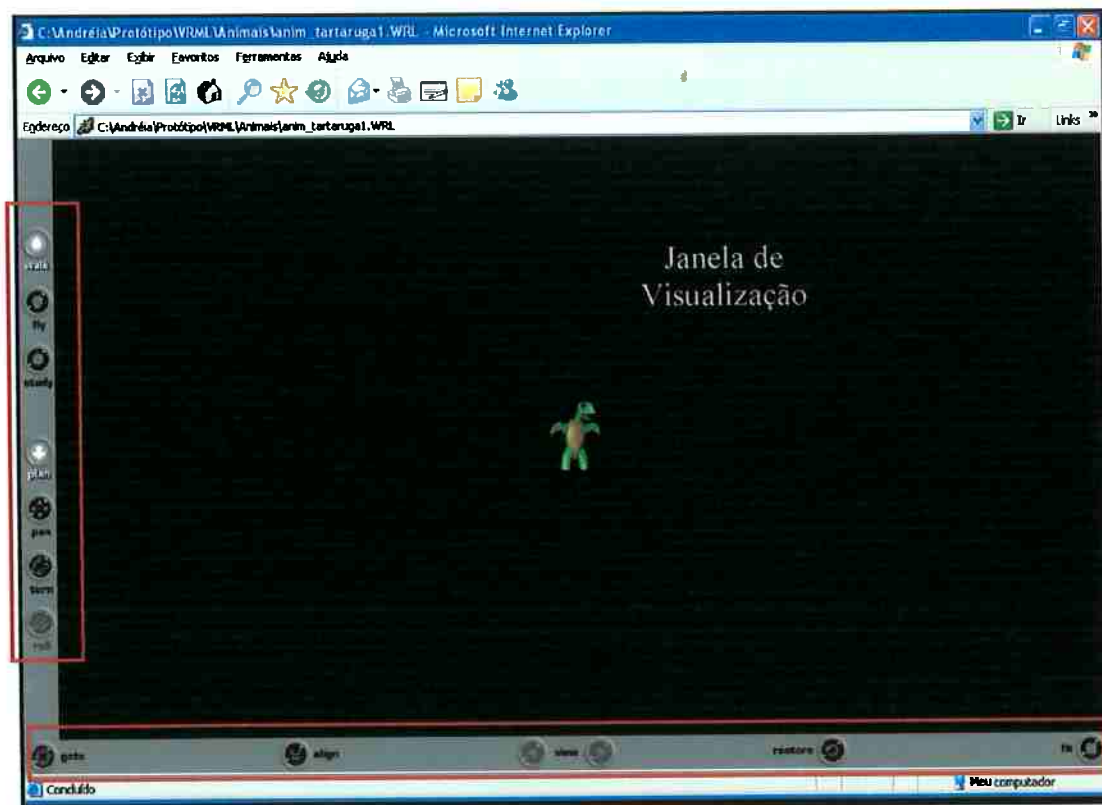 C:\Andréia\Protótipo\VRML\Animais\anim_tartaruga1.WRL - Microsoft Internet Explorer
Arquivo Editar Exibir Favoritos Ferramentas Ajuda
Endereço C:\Andréia\Protótipo\VRML\Animais\anim_tartaruga1.WRL Ir Links »
Janela de
Visualização
walk
fly
study
plan
pan
turn
roll
goto align view restore fit
Concluído Meu computador